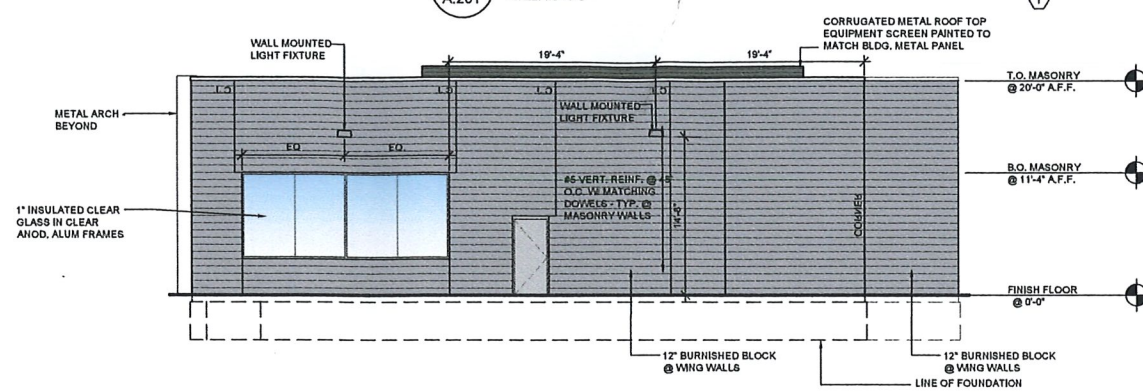 A.201
1
CORRUGATED METAL ROOF TOP
EQUIPMENT SCREEN PAINTED TO
MATCH BLDG. METAL PANEL
WALL MOUNTED
LIGHT FIXTURE
19'-4"
19'-4"
T.O. MASONRY
@ 20'-0" A.F.F.
METAL ARCH
BEYOND
WALL MOUNTED
LIGHT FIXTURE
EQ
EQ.
B.O. MASONRY
@ 11'-4" A.F.F.
#5 VERT. REINF. @ 48"
O.C. W/ MATCHING
DOWELS - TYP. @
MASONRY WALLS
1" INSULATED CLEAR
GLASS IN CLEAR
ANOD. ALUM FRAMES
14'-8"
CORNER
FINISH FLOOR
@ 0'-0"
12" BURNISHED BLOCK
@ WING WALLS
12" BURNISHED BLOCK
@ WING WALLS
LINE OF FOUNDATION